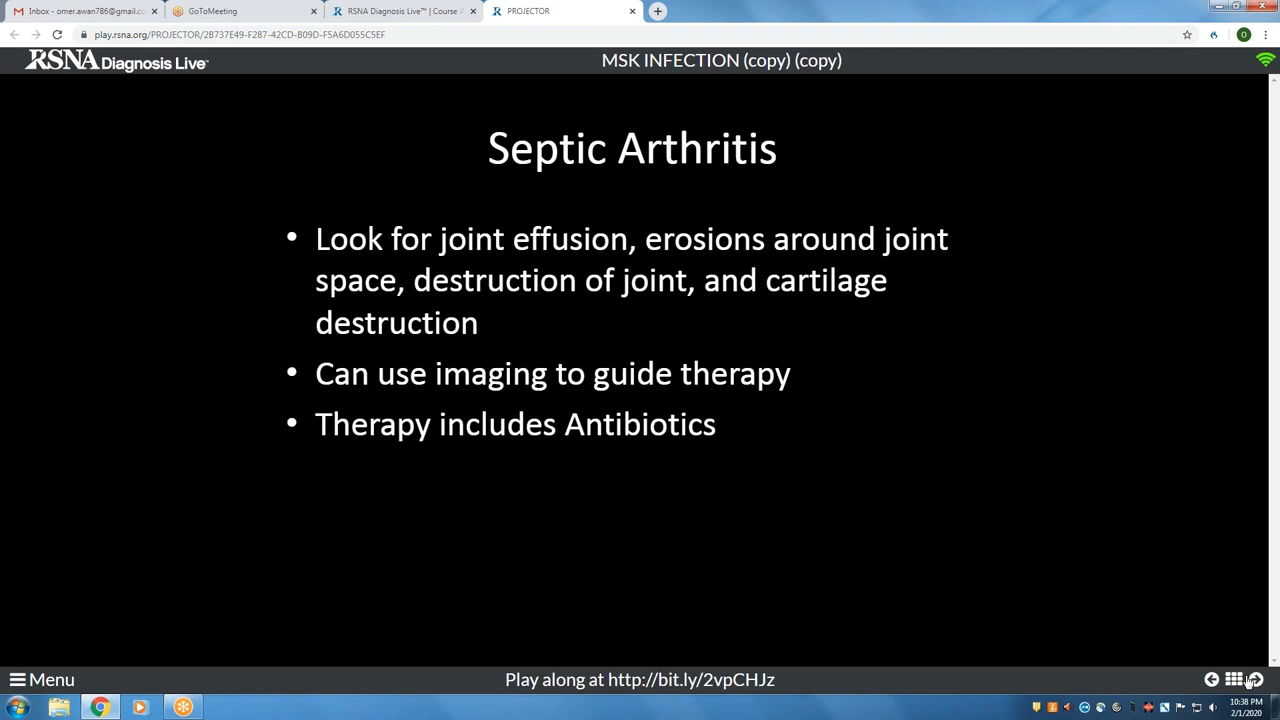 Inbox - omer.awan786@gmail.c
GoToMeeting
RSNA Diagnosis Live™ | Course
PROJECTOR
play.rsna.org/PROJECTOR/2B737E49-F287-42CD-B09D-F5A6D055C5EF
O
RSNA Diagnosis Live™
MSK INFECTION (copy) (copy)
Septic Arthritis
• Look for joint effusion, erosions around joint
space, destruction of joint, and cartilage
destruction
• Can use imaging to guide therapy
• Therapy includes Antibiotics
Menu
Play along at http://bit.ly/2vpCHJz
10:38 PM
2/1/2020